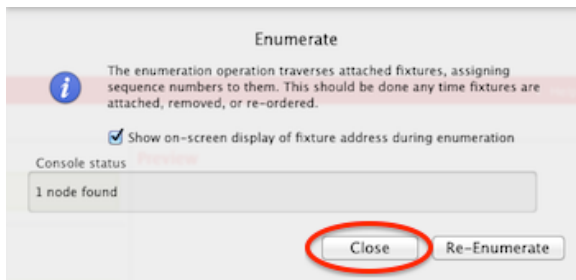 Enumerate
The enumeration operation traverses attached fixtures, assigning
sequence numbers to them. This should be done any time fixtures are
attached, removed, or re-ordered.
Show on-screen display of fixture address during enumeration
Console status
Preview
1 node found
Close
Re-Enumerate